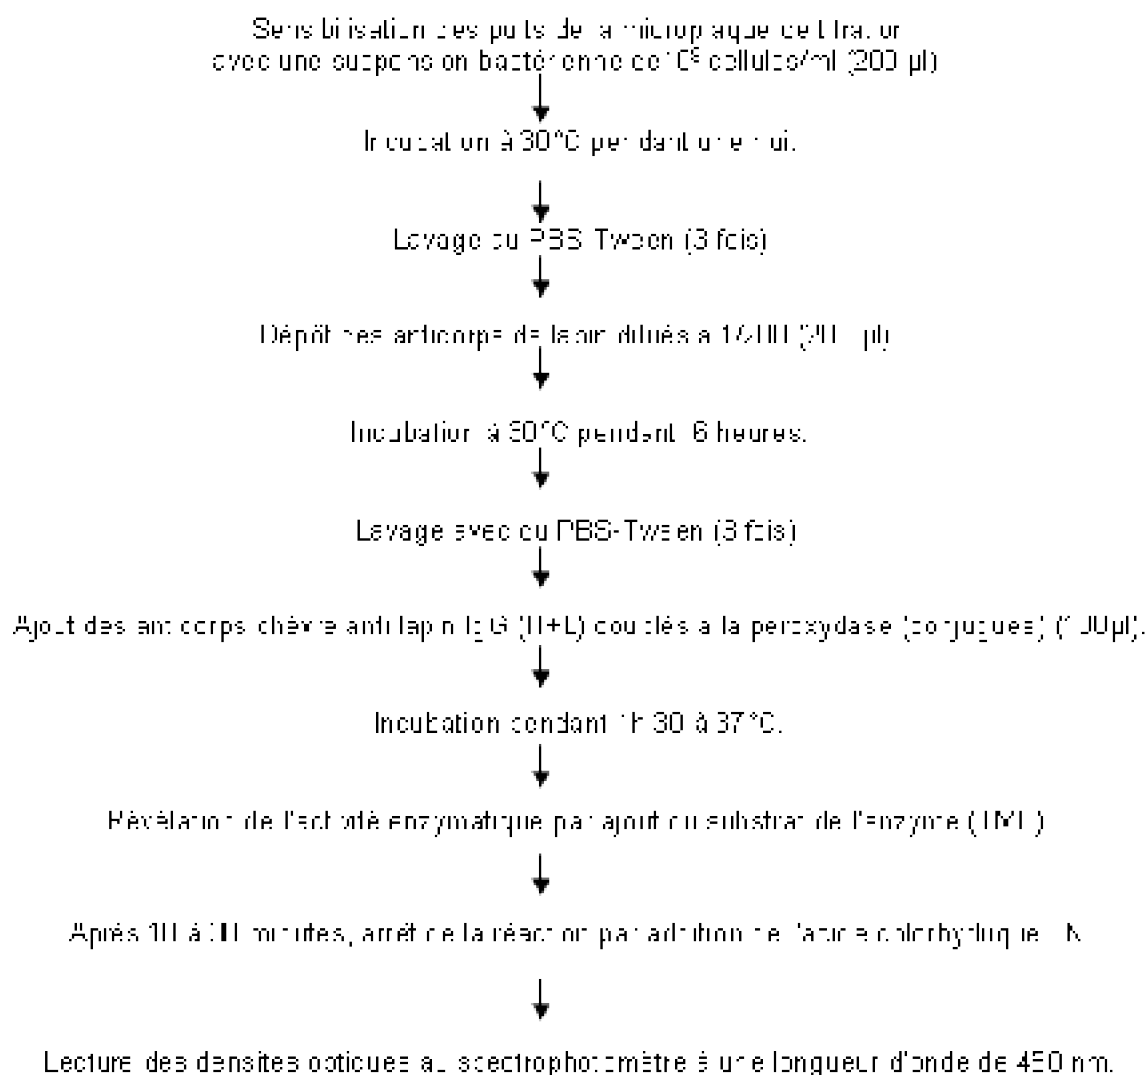 Sensibilisation des puits de la microplaque de titration
avec une suspension bactérienne de cellules/ml (200 µl)
Incubation à 30°C pendant une nuit.
Lavage au PBS-Tween (3 fois)
Dépôt des anticorps de lapin dilués à
Incubation à 30°C pendant 6 heures.
Lavage avec du PBS-Tween (3 fois)
Ajout des anticorps chèvre anti lapin IgG (H+L) couplés à la peroxydase (conjugués) (100µl).
Incubation pendant 1h 30 à 37°C.
Révélation de l'activité enzymatique par ajout du substrat de l'enzyme
Après minutes, arrêt de la réaction par addition de l'acide chlorhydrique
Lecture des densités optiques au spectrophotomètre à une longueur d'onde de 450 nm.